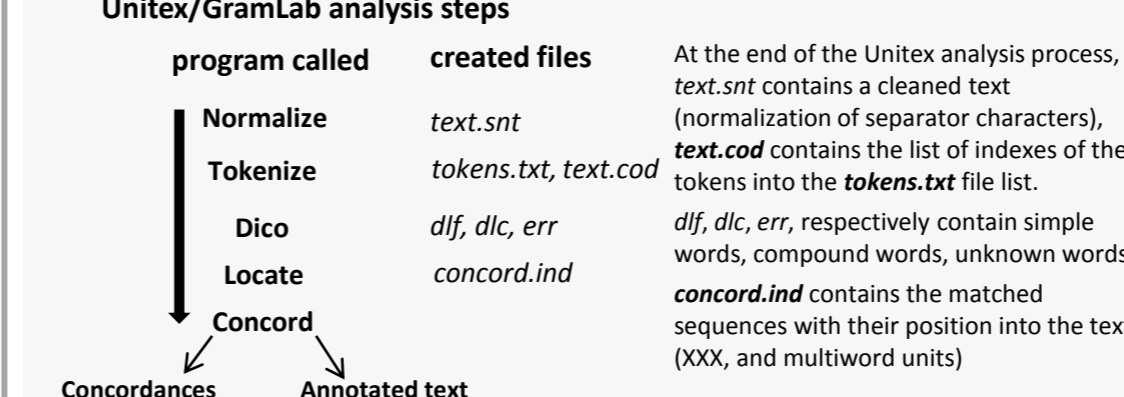 Unitex/GramLab analysis steps
program called
created files
Normalize
text.snt
Tokenize
tokens.txt, text.cod
Dico
dlf, dlc, err
Locate
concord.ind
Concord
Concordances
Annotated text
At the end of the Unitex analysis process,
text.snt contains a cleaned text
(normalization of separator characters),
text.cod contains the list of indexes of the
tokens into the tokens.txt file list.
dlf, dlc, err, respectively contain simple
words, compound words, unknown words
concord.ind contains the matched
sequences with their position into the text
(XXX, and multiword units)